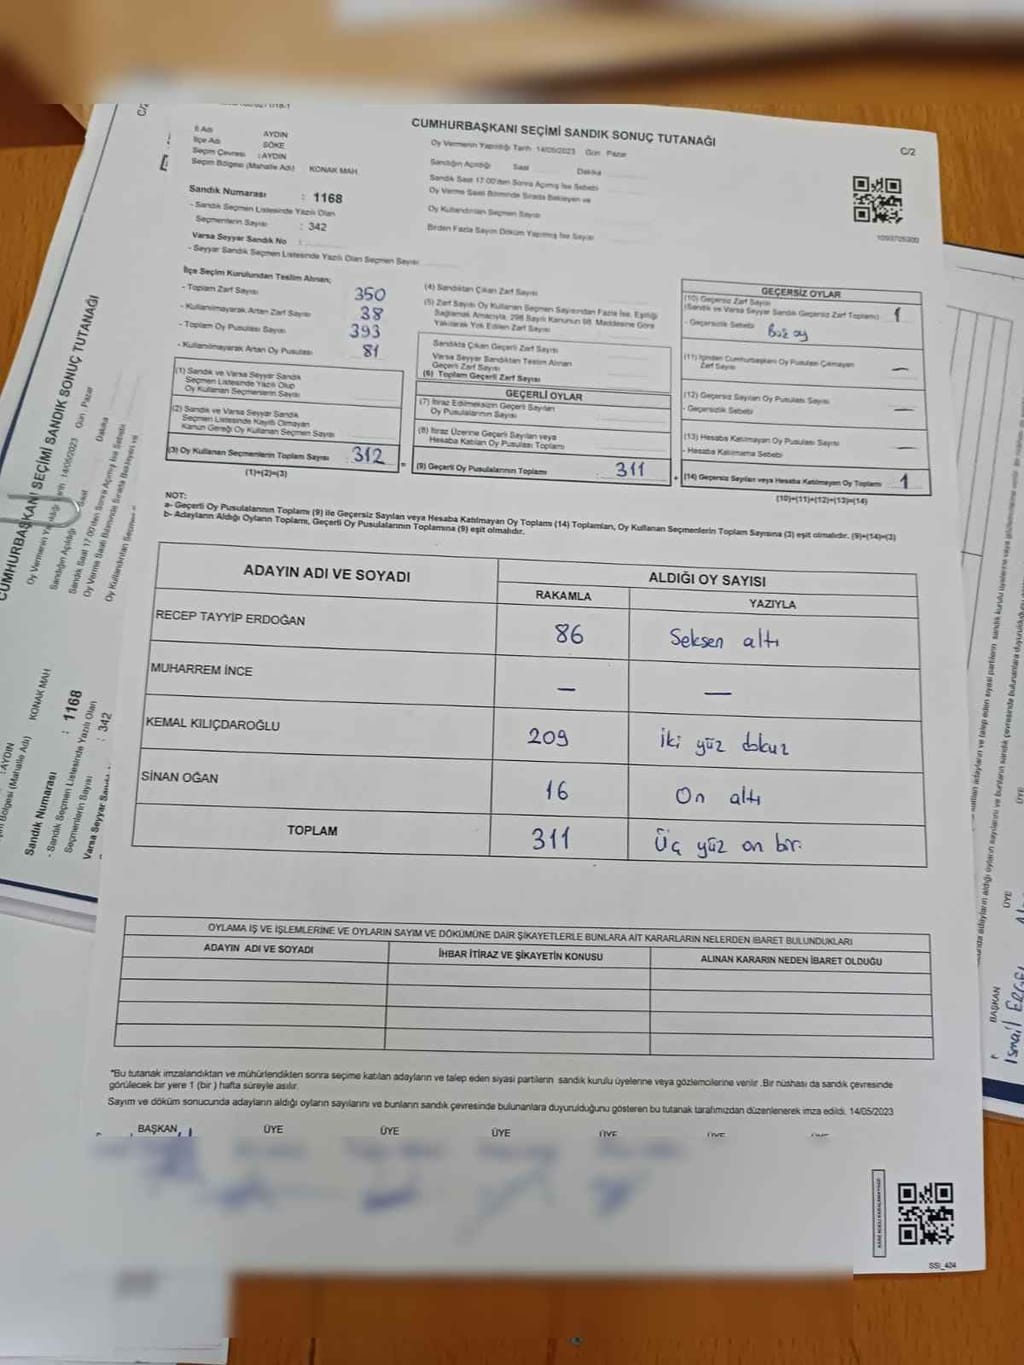 CUMHURBAŞKANI SEÇİMİ SANDIK SONUÇ TUTANAĞI
C/2
İl Adı AYDIN
İlçe Adı SÖKE
Seçim Çevresi : AYDIN
Seçim Bölgesi (Mahalle Adı) KONAK MAH
Oy Vermenin Yapıldığı Tarih 14/05/2023 Gün Pazar
Sandığın Açıldığı Saat Dakika
Sandık Saat 17:00'den Sonra Açımış İse Sebebi
Oy Verme Saati Bitiminde Sırada Bekleyen ve
Oy Kullandırılan Seçmen Sayısı
Birden Fazla Sayım Döküm Yapılmış İse Sayısı
Sandık Numarası : 1168
- Sandık Seçmen Listesinde Yazılı Olan
Seçmenlerin Sayısı : 342
Varsa Seyyar Sandık No :
- Seyyar Sandık Seçmen Listesinde Yazılı Olan Seçmen Sayısı
İlçe Seçim Kurulundan Teslim Alınan;
- Toplam Zarf Sayısı 350
- Kullanılmayarak Artan Zarf Sayısı 38
- Toplam Oy Pusulası Sayısı 393
- Kullanılmayarak Artan Oy Pusulası 81
(1) Sandık ve Varsa Seyyar Sandık
Seçmen Listesinde Yazılı Olup
Oy Kullanan Seçmenlerin Sayısı
(2) Sandık ve Varsa Seyyar Sandık
Seçmen Listesinde Kayıtlı Olmayan
Kanun Gereği Oy Kullanan Seçmen Sayısı
(3) Oy Kullanan Seçmenlerin Toplam Sayısı 312
(1)+(2)=(3)
(4) Sandıktan Çıkan Zarf Sayısı
(5) Zarf Sayısı Oy Kullanan Seçmen Sayısından Fazla İse, Eşitliği
Sağlamak Amacıyla, 298 Sayılı Kanunun 98. Maddesine Göre
Yakılarak Yok Edilen Zarf Sayısı
Sandıkta Çıkan Geçerli Zarf Sayısı
Varsa Seyyar Sandıktan Teslim Alınan
Geçerli Zarf Sayısı
(6) Toplam Geçerli Zarf Sayısı
GEÇERLİ OYLAR
(7) İtiraz Edilmeksizin Geçerli Sayılan
Oy Pusulalarının Sayısı
(8) İtiraz Üzerine Geçerli Sayılan veya
Hesaba Katılan Oy Pusulası Toplamı
= (9) Geçerli Oy Pusulalarının Toplamı 311 +
GEÇERSİZ OYLAR
(10) Geçersiz Zarf Sayısı
(Sandık ve Varsa Seyyar Sandık Geçersiz Zarf Toplamı) 1
- Geçersizlik Sebebi Boş oy
(11) İçinden Cumhurbaşkanı Oy Pusulası Çıkmayan
Zarf Sayısı —
(12) Geçersiz Sayılan Oy Pusulası Sayısı
- Geçersizlik Sebebi —
(13) Hesaba Katılmayan Oy Pusulası Sayısı
- Hesaba Katılmama Sebebi —
(14) Geçersiz Sayılan veya Hesaba Katılmayan Oy Toplamı 1
(10)+(11)+(12)+(13)=(14)
NOT:
a- Geçerli Oy Pusulalarının Toplamı (9) ile Geçersiz Sayılan veya Hesaba Katılmayan Oy Toplamı (14) Toplamları, Oy Kullanan Seçmenlerin Toplam Sayısına (3) eşit olmalıdır. (9)+(14)=(3)
b- Adayların Aldığı Oyların Toplamı, Geçerli Oy Pusulalarının Toplamına (9) eşit olmalıdır.
ADAYIN ADI VE SOYADI ALDIĞI OY SAYISI
RAKAMLA YAZIYLA
RECEP TAYYİP ERDOĞAN 86 Seksen altı
MUHARREM İNCE — —
KEMAL KILIÇDAROĞLU 209 İki yüz dokuz
SİNAN OĞAN 16 On altı
TOPLAM 311 Üç yüz on bir
OYLAMA İŞ VE İŞLEMLERİNE VE OYLARIN SAYIM VE DÖKÜMÜNE DAİR ŞİKAYETLERLE BUNLARA AİT KARARLARIN NELERDEN İBARET BULUNDUKLARI
ADAYIN ADI VE SOYADI İHBAR İTİRAZ VE ŞİKAYETİN KONUSU ALINAN KARARIN NEDEN İBARET OLDUĞU
*Bu tutanak imzalandıktan ve mühürlendikten sonra seçime katılan adayların ve talep eden siyasi partilerin sandık kurulu üyelerine veya gözlemcilerine verilir .Bir nüshası da sandık çevresinde
görülecek bir yere 1 (bir ) hafta süreyle asılır.
Sayım ve döküm sonucunda adayların aldığı oyların sayılarını ve bunların sandık çevresinde bulunanlara duyurulduğunu gösteren bu tutanak tarafımızdan düzenlenerek imza edildi. 14/05/2023
BAŞKAN ÜYE ÜYE ÜYE ÜYE ÜYE ÜYE
SSI_424
CUMHURBAŞKANI SEÇİMİ SANDIK SONUÇ TUTANAĞI
KONAK MAH
Sandık Numarası : 1168
- Sandık Seçmen Listesinde Yazılı Olan
Seçmenlerin Sayısı : 342
BAŞKAN
ÜYE